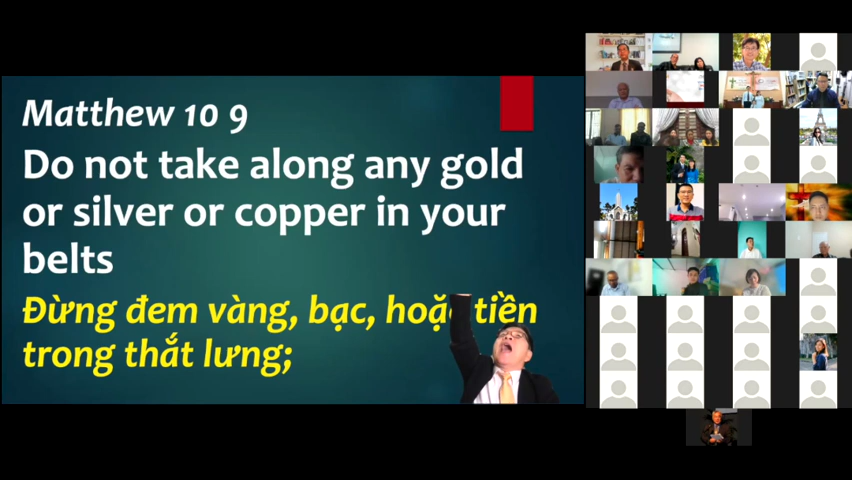 Matthew 10 9
Do not take along any gold
or silver or copper in your
belts
Đừng đem vàng, bạc, hoặc tiền
trong thắt lưng;